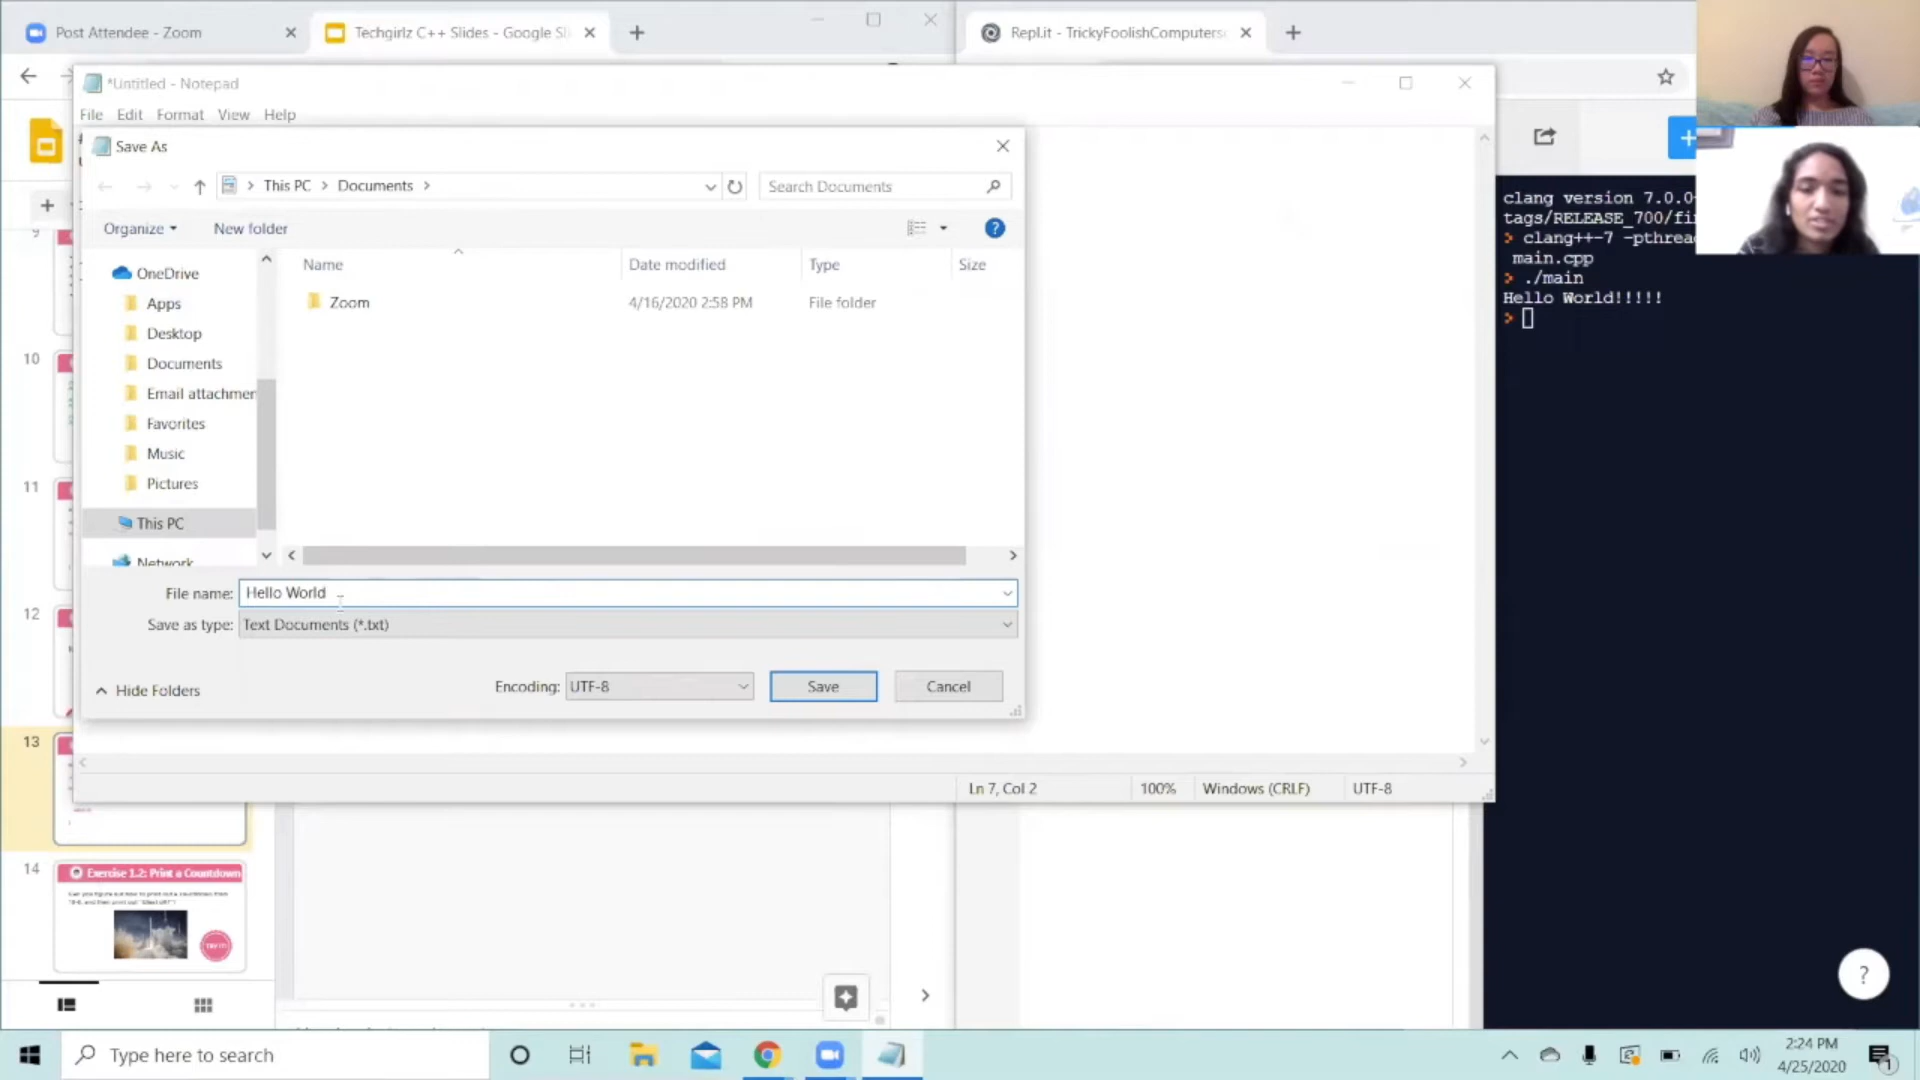 Post Attendee - Zoom
Techgirlz C++ Slides - Google Sli
Repl.it - TrickyFoolishComputers
*Untitled - Notepad
File Edit Format View Help
Save As
This PC > Documents >
Search Documents
Organize
New folder
Name
Date modified
Type
Size
OneDrive
Apps
Desktop
Documents
Email attachmen
Favorites
Music
Pictures
This PC
Network
Zoom
4/16/2020 2:58 PM
File folder
File name: Hello World
Save as type: Text Documents (*.txt)
Hide Folders
Encoding: UTF-8
Save
Cancel
Ln 7, Col 2
100%
Windows (CRLF)
UTF-8
clang version 7.0.0-
tags/RELEASE_700/fi
> clang++-7 -pthread
main.cpp
> ./main
Hello World!!!!!
>
9
10
11
12
13
14
Exercise 1.2: Print a Countdown
Type here to search
2:24 PM
4/25/2020
1